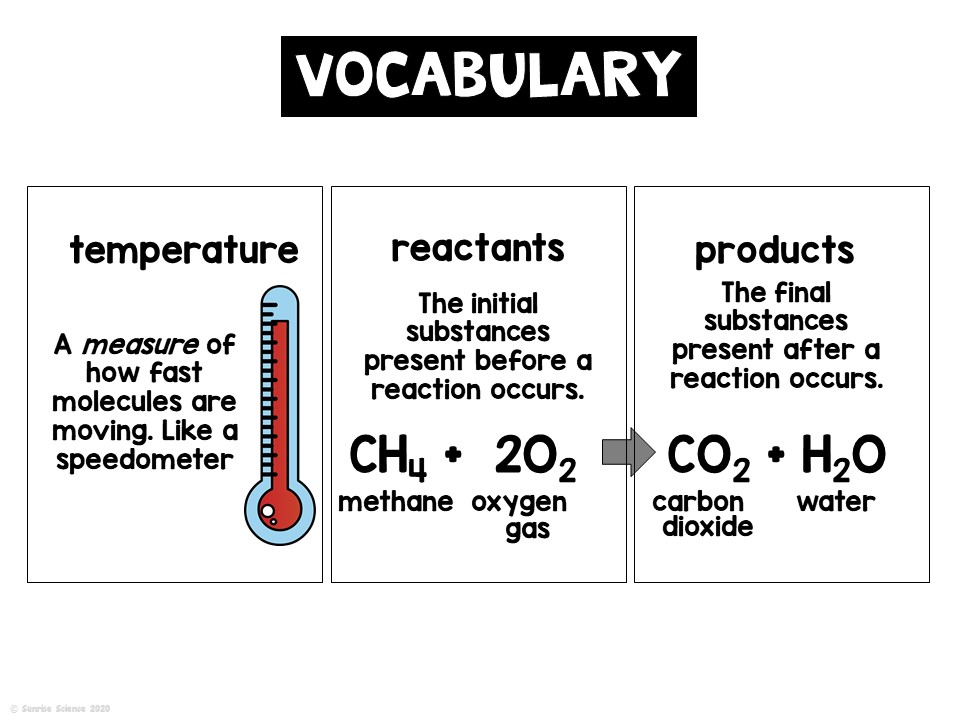 VOCABULARY
temperature
A measure of
how fast
molecules are
moving. Like a
speedometer
reactants
The initial
substances
present before a
reaction occurs.
CH₄ + 2O₂
methane oxygen
gas
products
The final
substances
present after a
reaction occurs.
CO₂ + H₂O
carbon water
dioxide
© Sunrise Science 2020